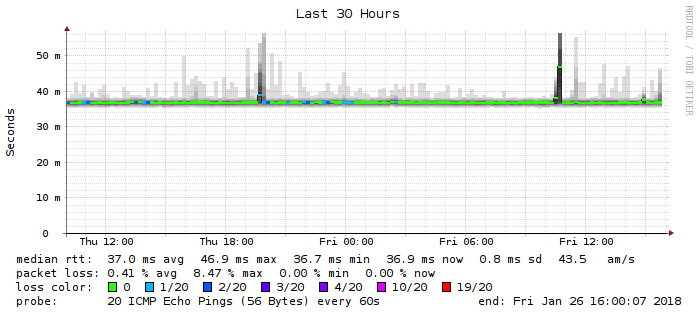 Last 30 Hours
RRDTOOL / TOBI OETIKER
Seconds
50 m
40 m
30 m
20 m
10 m
0
Thu 12:00 Thu 18:00 Fri 00:00 Fri 06:00 Fri 12:00
median rtt: 37.0 ms avg 46.9 ms max 36.7 ms min 36.9 ms now 0.8 ms sd 43.5 am/s
packet loss: 0.41 % avg 8.47 % max 0.00 % min 0.00 % now
loss color: 0 1/20 2/20 3/20 4/20 10/20 19/20
probe: 20 ICMP Echo Pings (56 Bytes) every 60s end: Fri Jan 26 16:00:07 2018